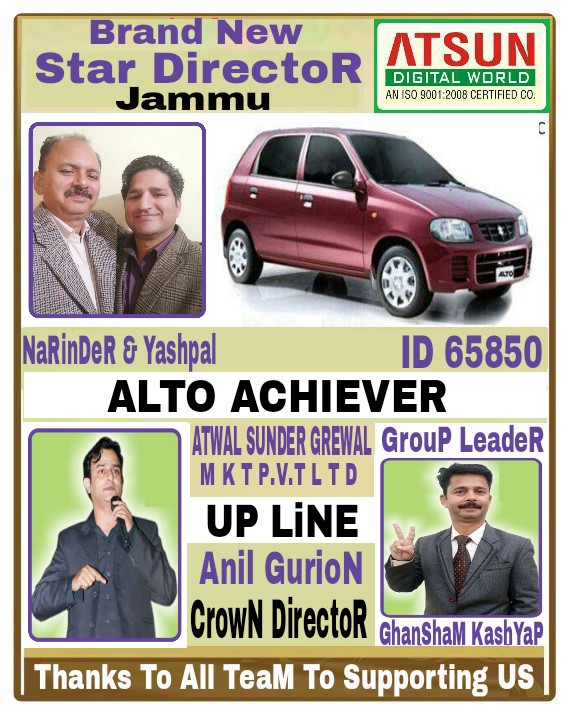 Brand New
Star DirectoR
Jammu
ATSUN
DIGITAL WORLD
AN ISO 9001:2008 CERTIFIED CO.
C
ALTO
NaRinDeR & Yashpal
ID 65850
ALTO ACHIEVER
ATWAL SUNDER GREWAL
M K T P.V.T L T D
GrouP LeadeR
UP LiNE
Anil GurioN
CrowN DirectoR
GhanShaM KashYaP
Thanks To All TeaM To Supporting US